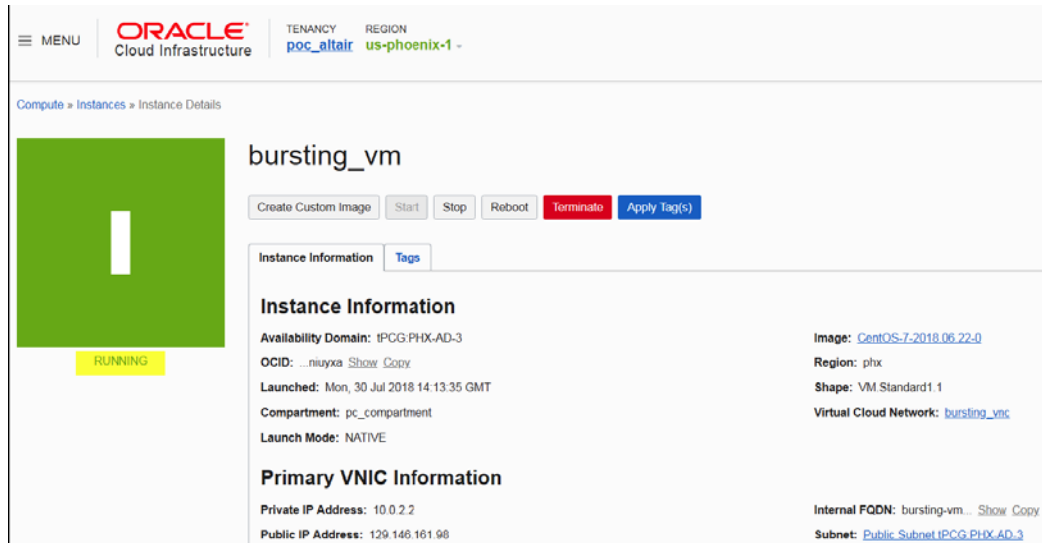 MENU
ORACLE
Cloud Infrastructure
TENANCY REGION
poc_altair us-phoenix-1
Compute » Instances » Instance Details
RUNNING
bursting_vm
Create Custom Image Start Stop Reboot Terminate Apply Tag(s)
Instance Information Tags
Instance Information
Availability Domain: tPCG:PHX-AD-3
OCID: ...niuyxa Show Copy
Launched: Mon, 30 Jul 2018 14:13:35 GMT
Compartment: pc_compartment
Launch Mode: NATIVE
Image: CentOS-7-2018.06.22-0
Region: phx
Shape: VM.Standard1.1
Virtual Cloud Network: bursting_vnc
Primary VNIC Information
Private IP Address: 10.0.2.2
Public IP Address: 129.146.161.98
Internal FQDN: bursting-vm... Show Copy
Subnet: Public Subnet tPCG:PHX-AD-3